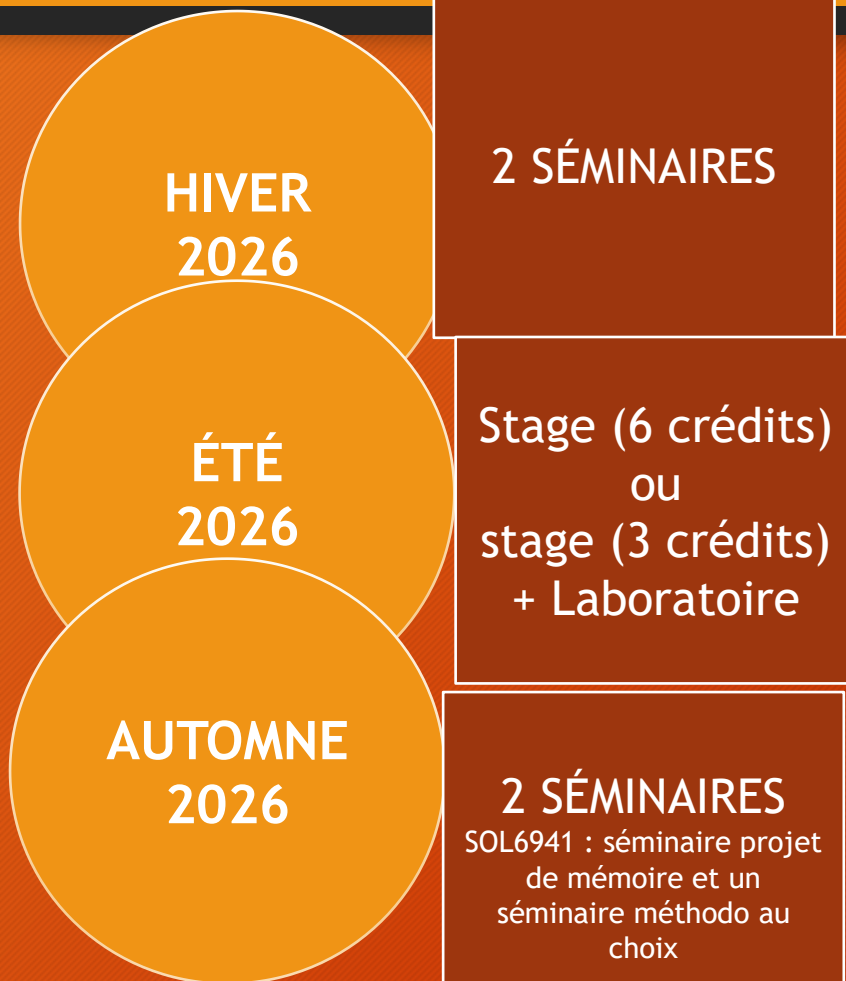 HIVER
2026
2 SÉMINAIRES
ÉTÉ
2026
Stage (6 crédits)
ou
stage (3 crédits)
+ Laboratoire
AUTOMNE
2026
2 SÉMINAIRES
SOL6941 : séminaire projet
de mémoire et un
séminaire méthodo au
choix